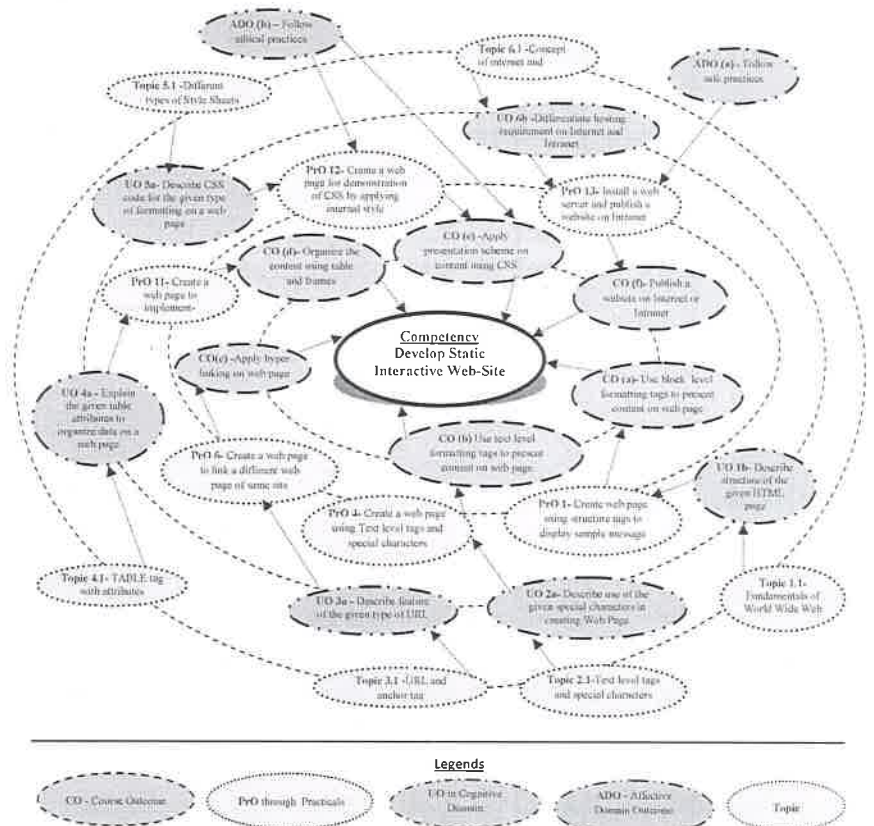 ADO (b) – Follow
ethical practices
Topic 6.1 -Concept
of internet and
ADO (a) – Follow
safe practices
Topic 5.1 -Different
types of Style Sheets
UO 6b -Differentiate hosting
requirement on Internet and
Intranet
PrO 12- Create a web
page for demonstration
of CSS by applying
internal style
UO 5a- Describe CSS
code for the given type
of formatting on a web
page
PrO 13- Install a web
server and publish a
website on Intranet
CO (e)- Apply
presentation scheme on
content using CSS
CO (d)- Organize the
content using table
and frames
PrO 11- Create a
web page to
implement-
CO (f)- Publish a
website on Internet or
Intranet
Competency
Develop Static
Interactive Web-Site
CO(c) -Apply hyper
linking on web page
CO (a)- Use block level
formatting tags to present
content on web page
UO 4a - Explain
the given table
attributes to
organize data on a
web page
CO (b) Use text level
formatting tags to present
content on web page.
PrO 6- Create a web page
to link a different web
page of same site
UO 1b- Describe
structure of the
given HTML
page
PrO 4- Create a web page
using Text level tags and
special characters
PrO 1- Create web page
using structure tags to
display sample message
Topic 4.1- TABLE tag
with attributes
UO 3a - Describe feature
of the given type of URL
UO 2a- Describe use of the
given special characters in
creating Web Page
Topic 1.1-
Fundamentals of
World Wide Web
Topic 3.1 -URL and
anchor tag
Topic 2.1-Text level tags
and special characters
Legends
CO - Course Outcome
PrO through Practicals
UO in Cognitive
Domain
ADO - Affective
Domain Outcome
Topic